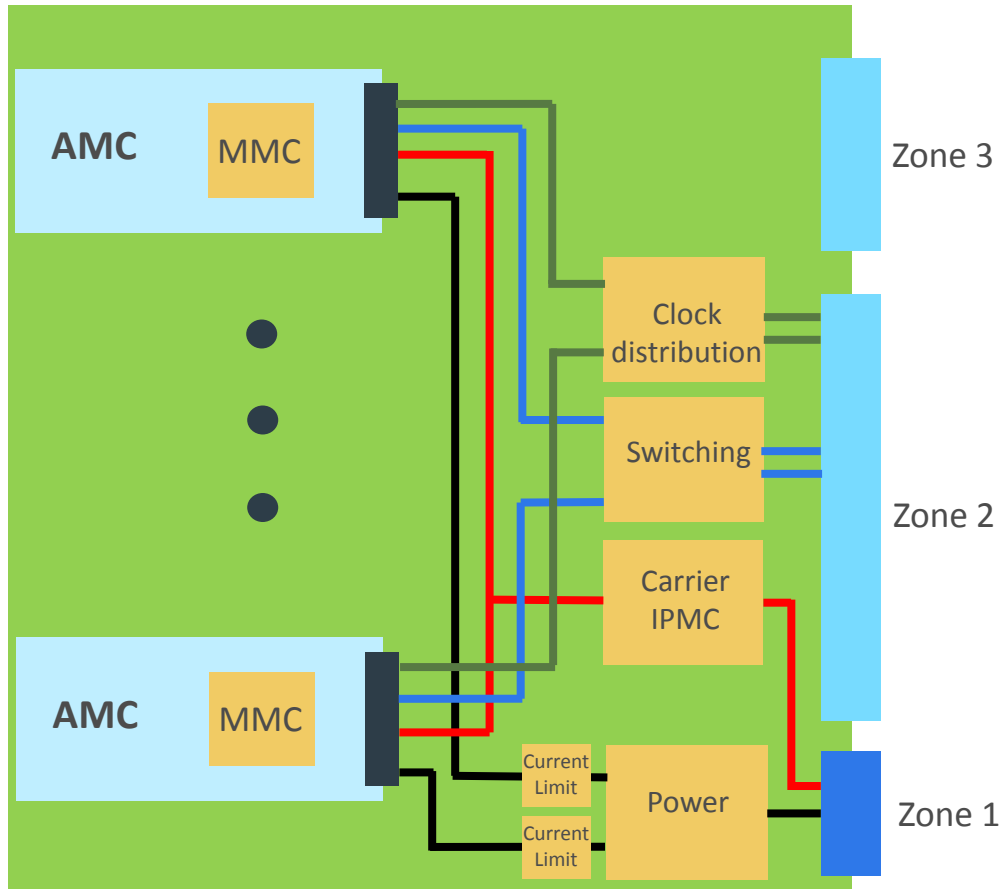 AMC
MMC
Zone 3
Clock
distribution
Switching
Zone 2
Carrier
IPMC
AMC
MMC
Current
Limit
Power
Current
Limit
Zone 1